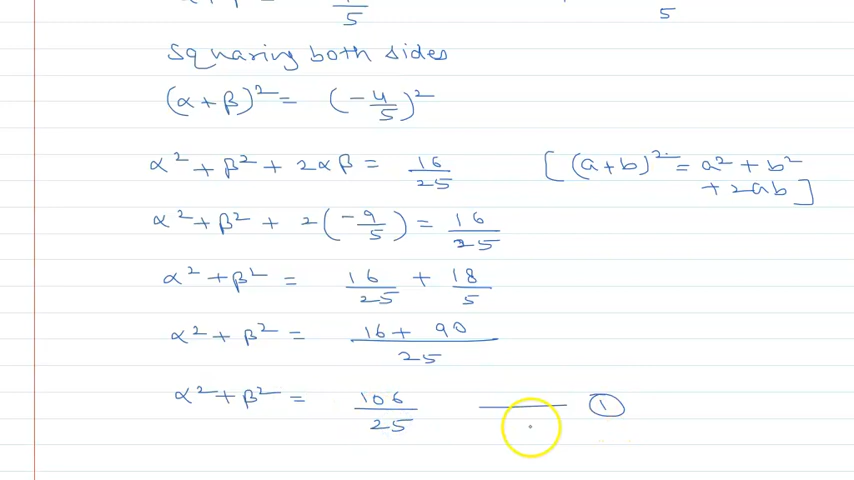 5 5
Squaring both sides
(α + β)² = (-4/5)²
α² + β² + 2αβ = 16/25 [(a+b)² = a² + b² + 2ab]
α² + β² + 2(-9/5) = 16/25
α² + β² = 16/25 + 18/5
α² + β² = 16 + 90/25
α² + β² = 106/25 —— ①